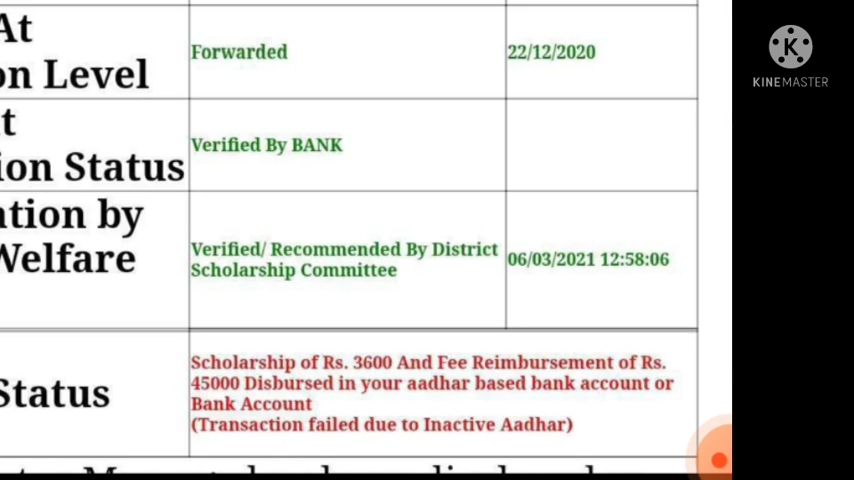 At
on Level
Forwarded
22/12/2020
K
KINEMASTER
t
ion Status
Verified By BANK
ation by
Welfare
Verified/ Recommended By District
Scholarship Committee
06/03/2021 12:58:06
Status
Scholarship of Rs. 3600 And Fee Reimbursement of Rs.
45000 Disbursed in your aadhar based bank account or
Bank Account
(Transaction failed due to Inactive Aadhar)